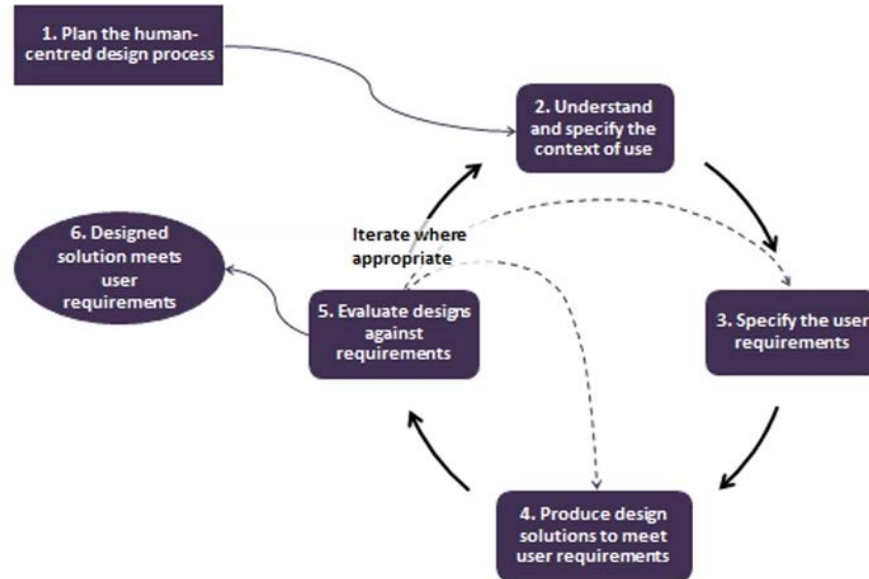 1. Plan the human-
centred design process
2. Understand
and specify the
context of use
Iterate where
appropriate
6. Designed
solution meets
user
requirements
5. Evaluate designs
against
requirements
3. Specify the user
requirements
4. Produce design
solutions to meet
user requirements